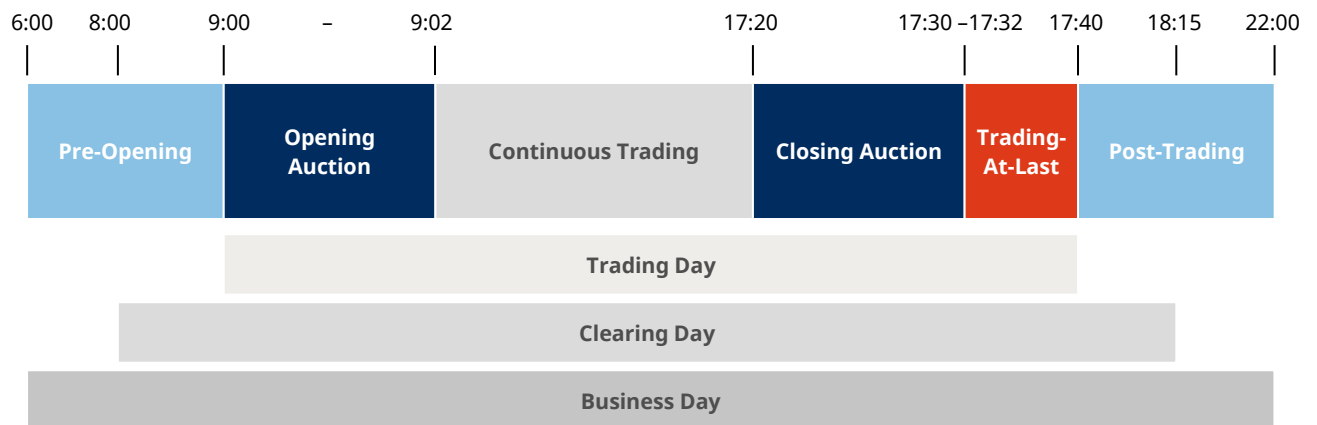 6:00 8:00 9:00 – 9:02 17:20 17:30 –17:32 17:40 18:15 22:00
Pre-Opening
Opening
Auction
Continuous Trading
Closing Auction
Trading-
At-Last
Post-Trading
Trading Day
Clearing Day
Business Day